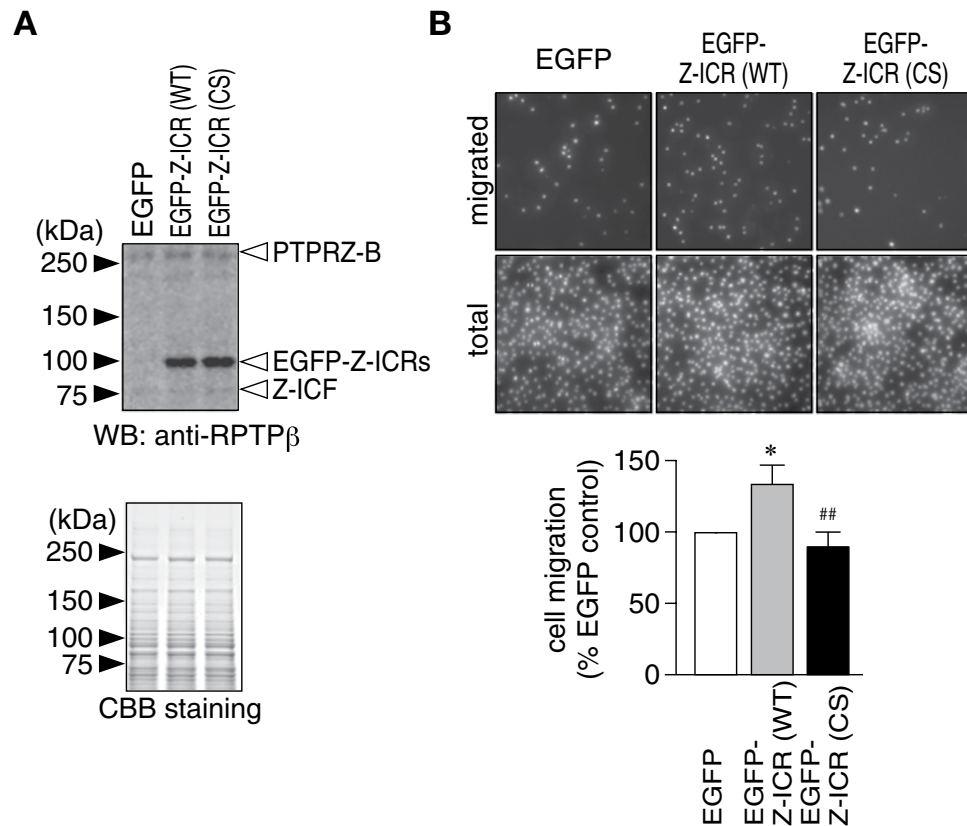 A
EGFP
EGFP-Z-ICR (WT)
EGFP-Z-ICR (CS)
(kDa)
250
150
100
75
PTPRZ-B
EGFP-Z-ICRs
Z-ICF
WB: anti-RPTPβ
(kDa)
250
150
100
75
CBB staining
B
EGFP
EGFP-
Z-ICR (WT)
EGFP-
Z-ICR (CS)
migrated
total
cell migration
(% EGFP control)
150
100
50
0
*
##
EGFP
EGFP-
Z-ICR (WT)
EGFP-
Z-ICR (CS)